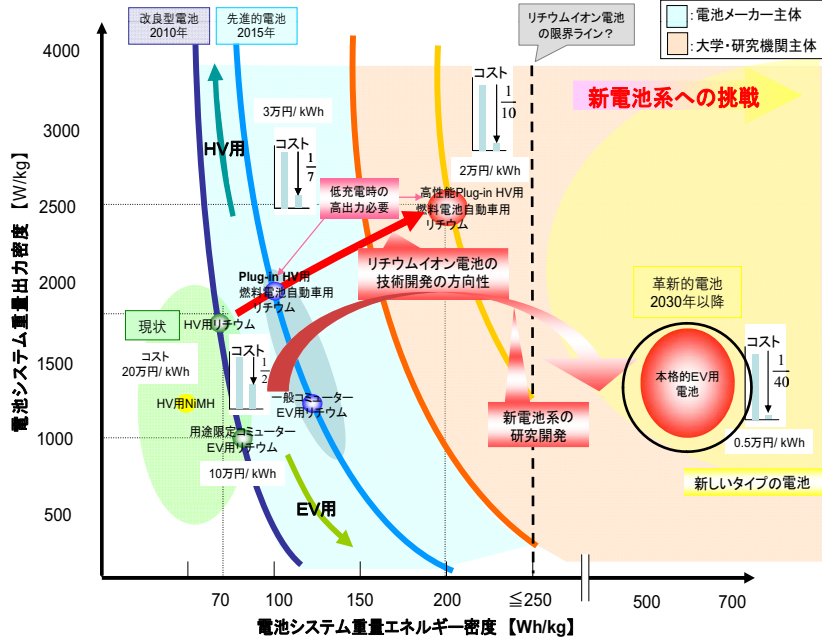 改良型電池
2010年
先進的電池
2015年
リチウムイオン電池
の限界ライン?
:電池メーカー主体
:大学・研究機関主体
電池システム重量出力密度 【W/kg】
4000
3000
2500
2000
1500
1000
500
HV用
3万円/ kWh
コスト
1
7
コスト
1
10
2万円/ kWh
新電池系への挑戦
低充電時の
高出力必要
高性能Plug-in HV用
燃料電池自動車用
リチウム
リチウムイオン電池の
技術開発の方向性
Plug-in HV用
燃料電池自動車用
リチウム
革新的電池
2030年以降
現状
HV用リチウム
コスト
20万円/ kWh
コスト
1
2
HV用NiMH
一般コミューター
EV用リチウム
用途限定コミューター
EV用リチウム
10万円/ kWh
EV用
新電池系の
研究開発
本格的EV用
電池
コスト
1
40
0.5万円/ kWh
新しいタイプの電池
70
100
150
200
≦250
500
700
電池システム重量エネルギー密度 【Wh/kg】